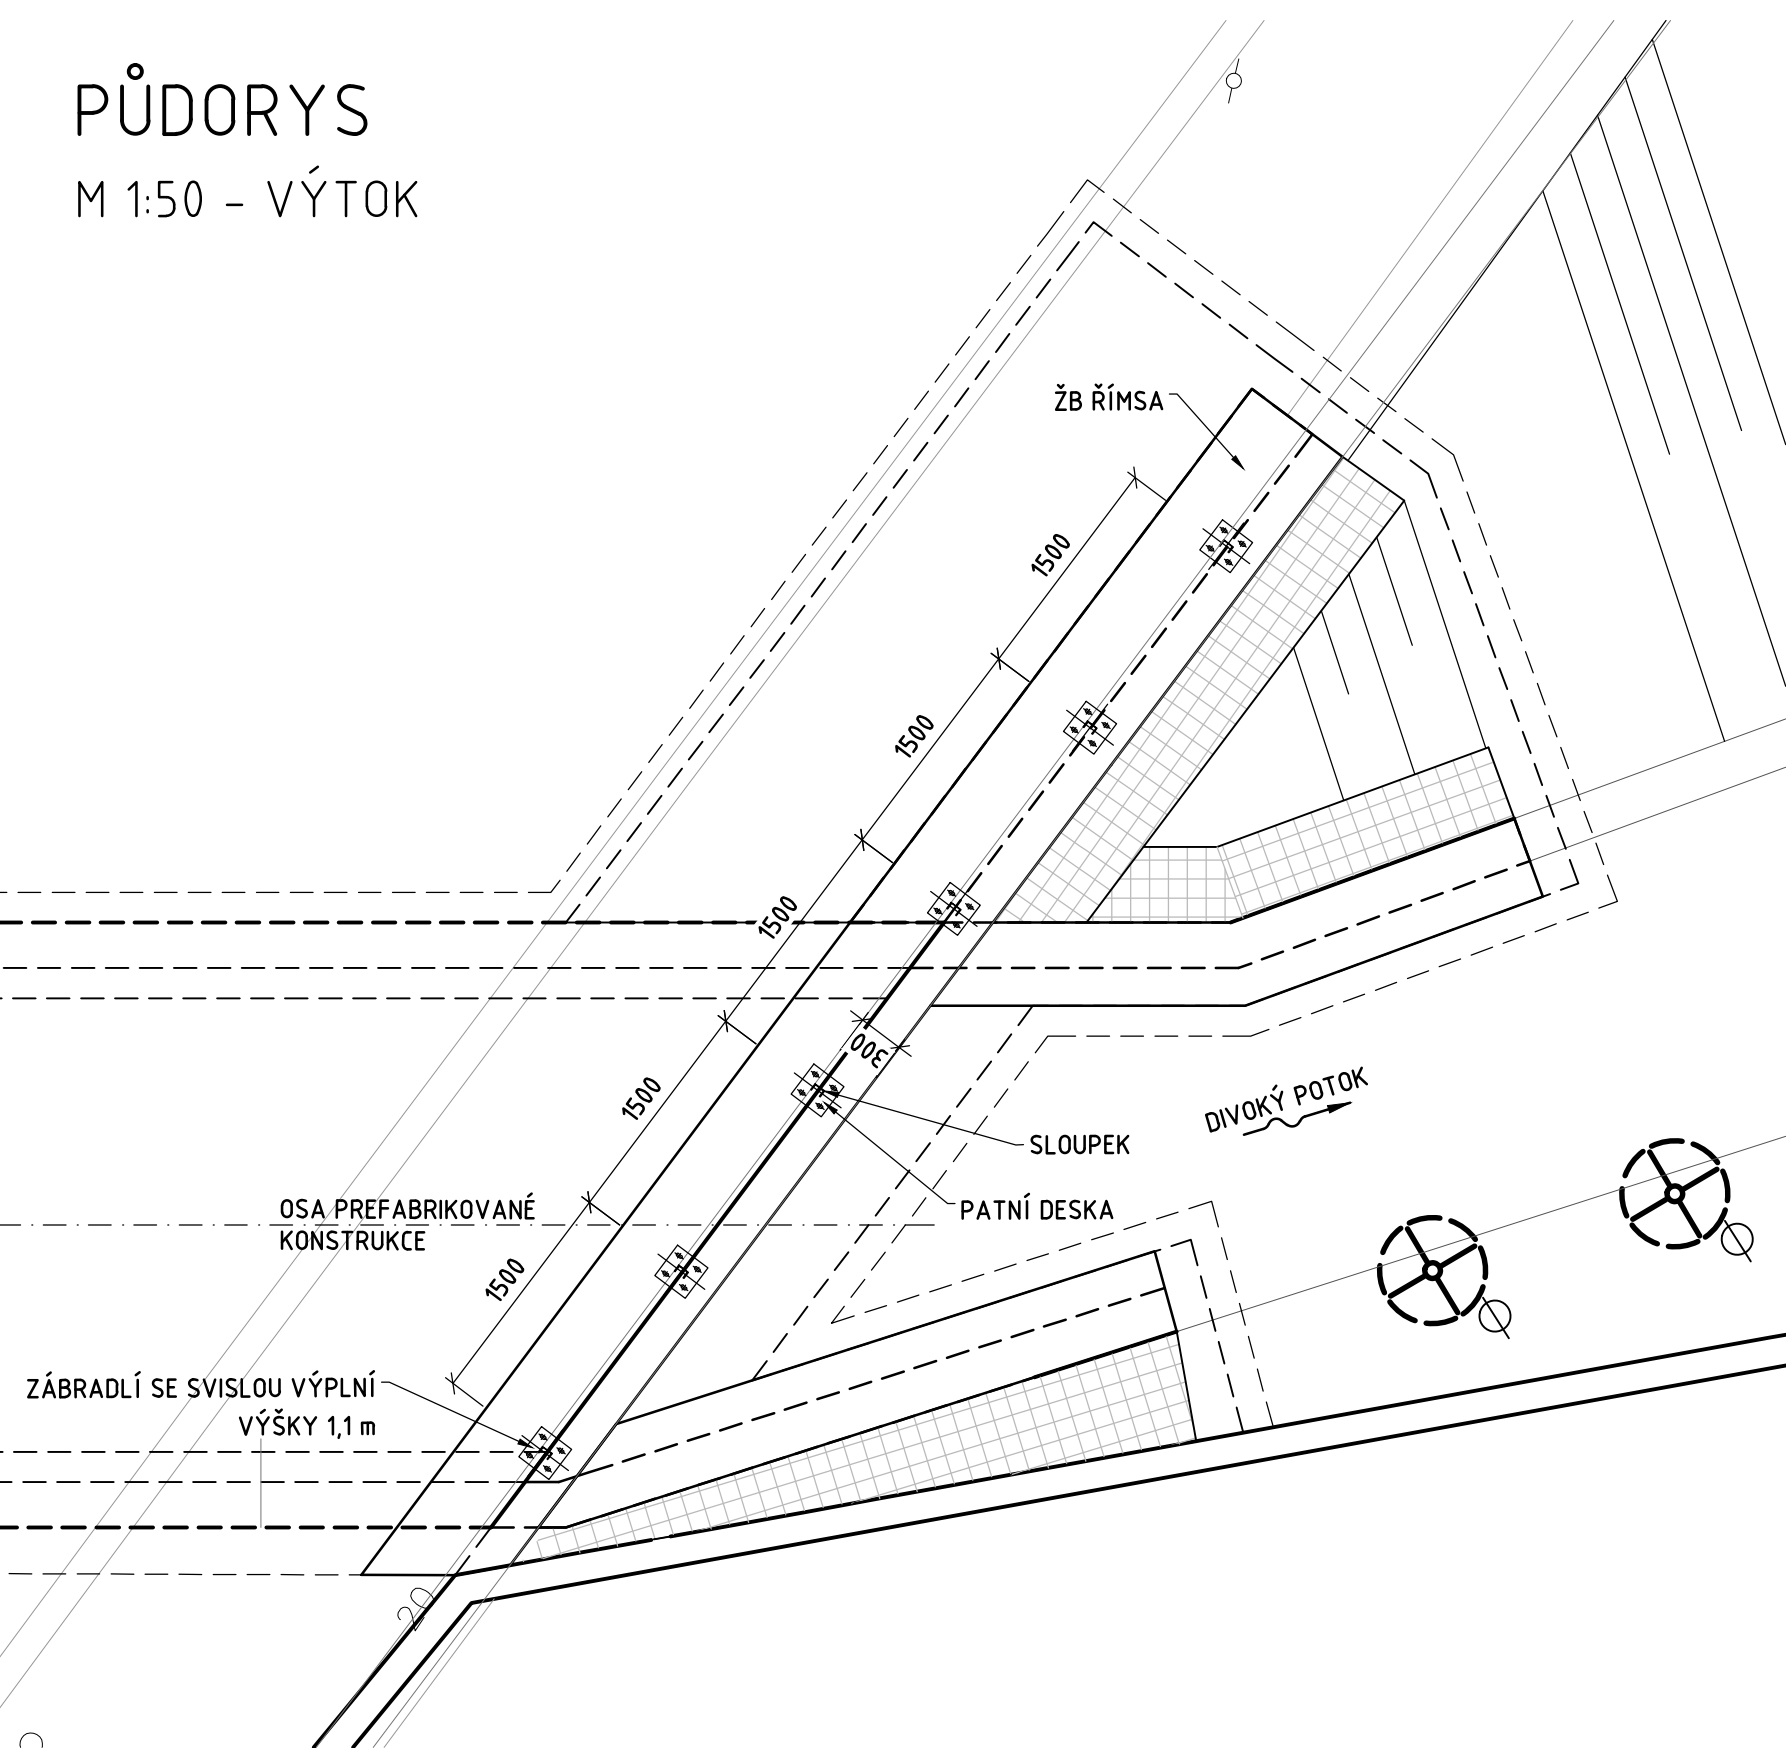 PŮDORYS
M 1:50 - VÝTOK
ŽB ŘÍMSA
1500
1500
1500
1500
1500
300
DIVOKÝ POTOK
SLOUPEK
PATNÍ DESKA
OSA PREFABRIKOVANÉ
KONSTRUKCE
ZÁBRADLÍ SE SVISLOU VÝPLNÍ
VÝŠKY 1,1 m
20